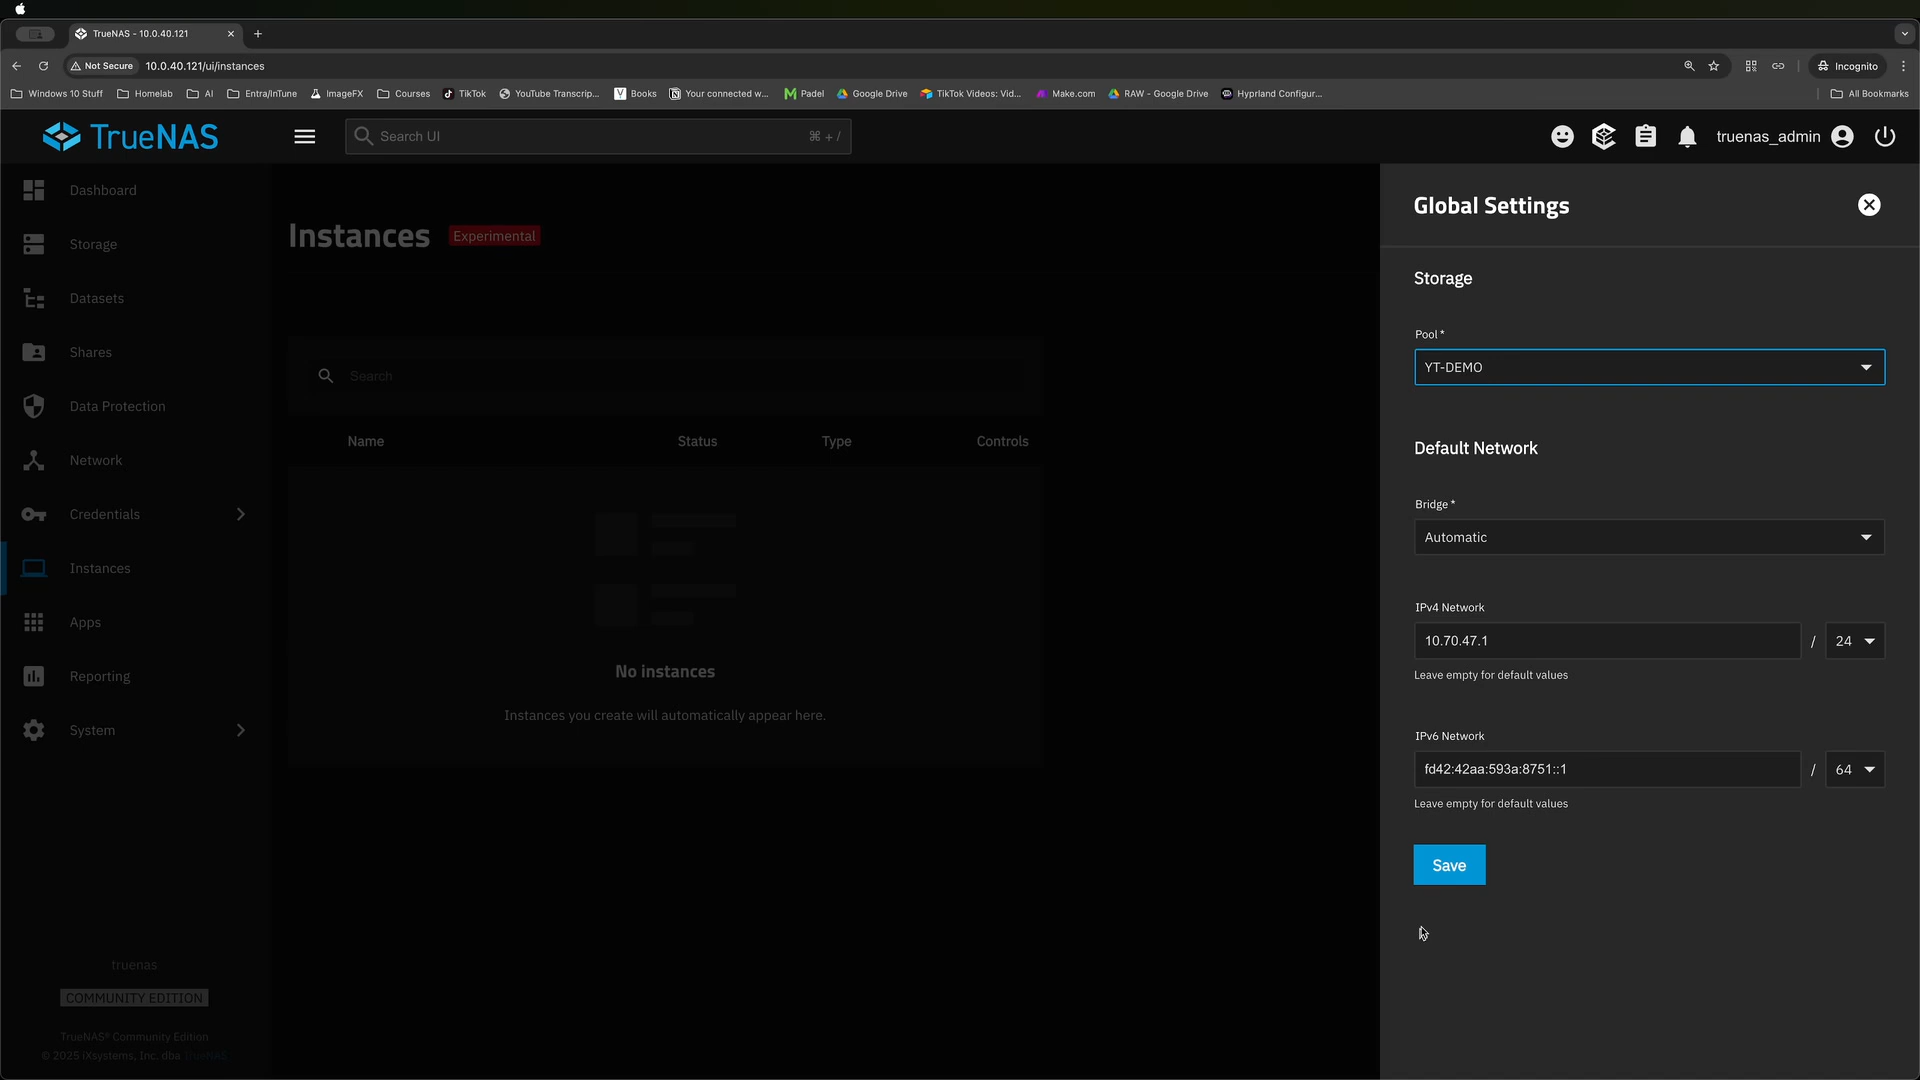 TrueNAS - 10.0.40.121
Not Secure
10.0.40.121/ui/instances
Incognito
Windows 10 Stuff
Homelab
AI
Entra/InTune
ImageFX
Courses
TikTok
YouTube Transcrip...
Books
Your connected w...
Padel
Google Drive
TikTok Videos: Vid...
Make.com
RAW - Google Drive
Hyprland Configur...
All Bookmarks
TrueNAS
Search UI
⌘ + /
truenas_admin
Dashboard
Storage
Datasets
Shares
Data Protection
Network
Credentials
Instances
Apps
Reporting
System
truenas
COMMUNITY EDITION
TrueNAS® Community Edition
© 2025 iXsystems, Inc. dba TrueNAS
Instances
Experimental
Search
Name
Status
Type
Controls
No instances
Instances you create will automatically appear here.
Global Settings
Storage
Pool *
YT-DEMO
Default Network
Bridge *
Automatic
IPv4 Network
10.70.47.1 / 24
Leave empty for default values
IPv6 Network
fd42:42aa:593a:8751::1 / 64
Leave empty for default values
Save